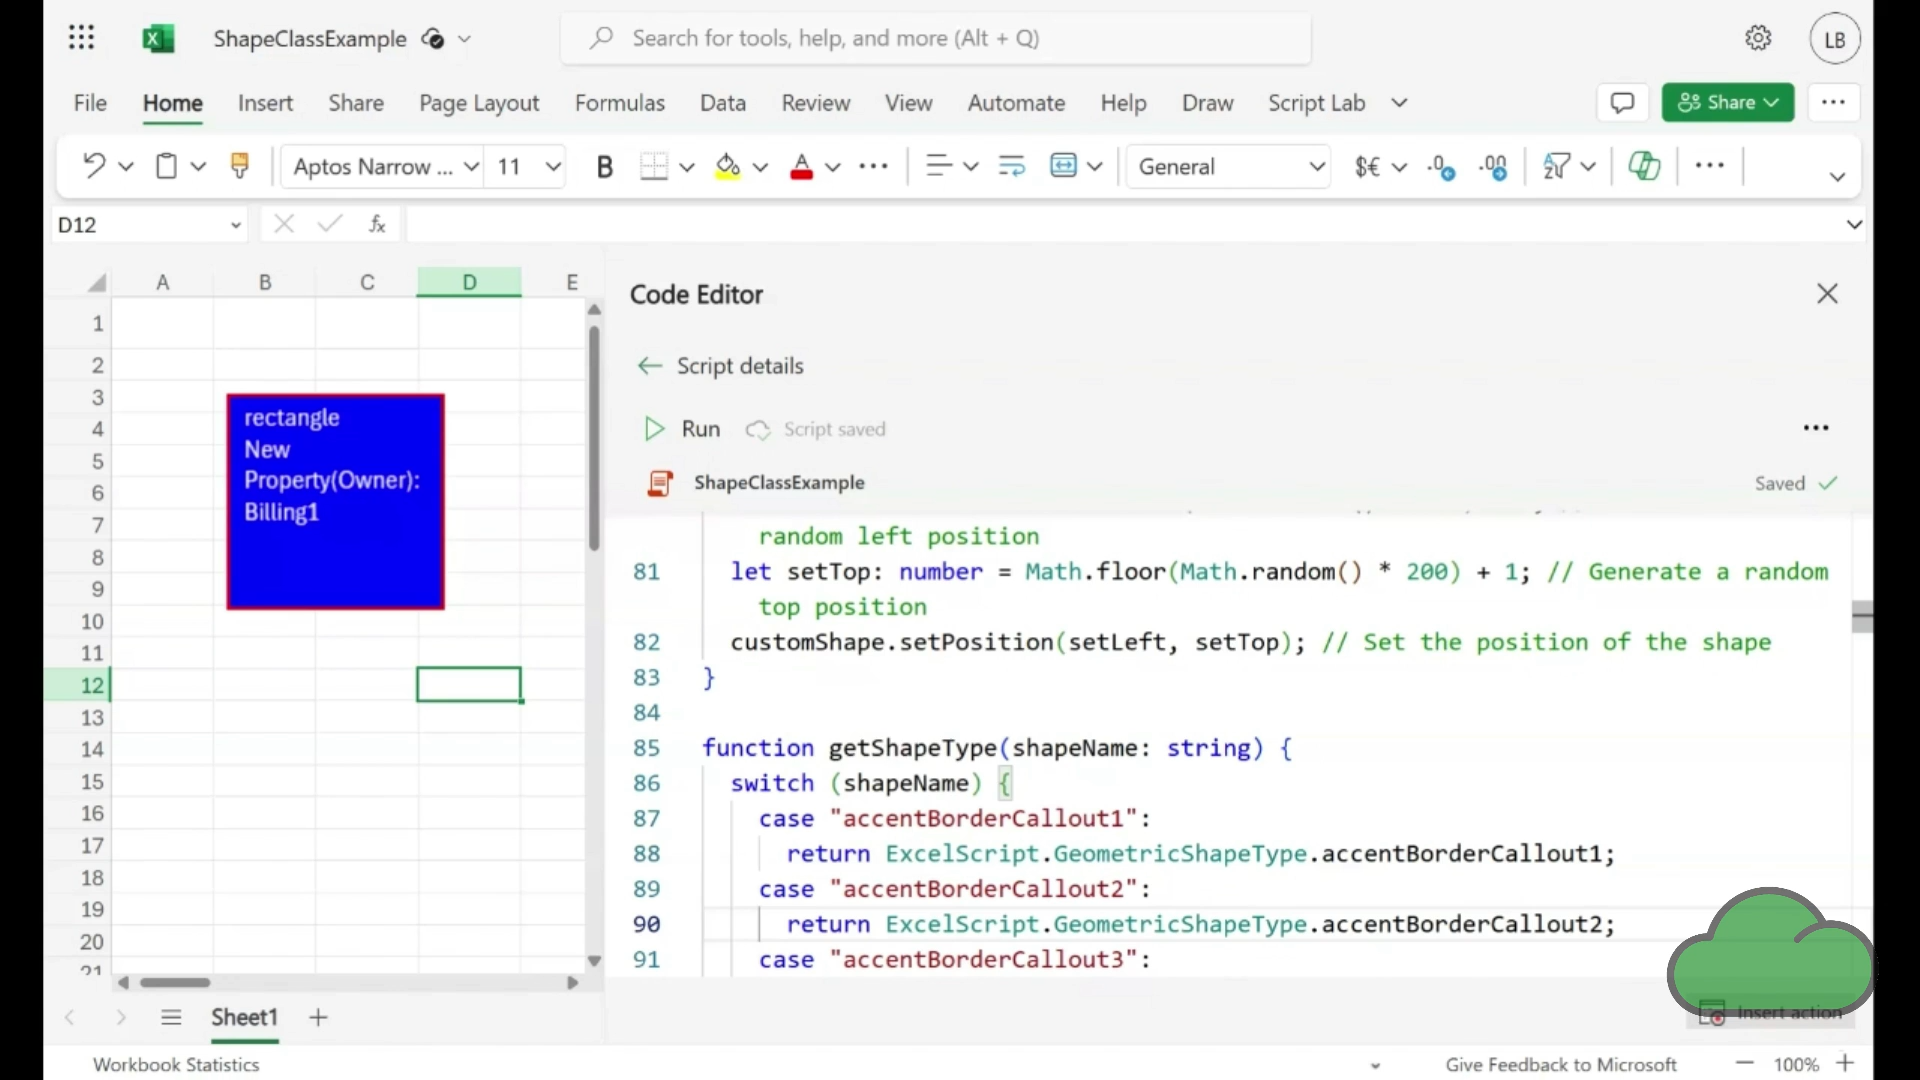 ShapeClassExample
Search for tools, help, and more (Alt + Q)
LB
File Home Insert Share Page Layout Formulas Data Review View Automate Help Draw Script Lab
Share
Aptos Narrow ... 11 B A General $€ .0 .00
D12 fx
A B C D E
1
2
3
4
5
6
7
8
9
10
11
12
13
14
15
16
17
18
19
20
21
rectangle
New
Property(Owner):
Billing1
Code Editor
Script details
Run Script saved
ShapeClassExample Saved
random left position
81 let setTop: number = Math.floor(Math.random() * 200) + 1; // Generate a random
top position
82 customShape.setPosition(setLeft, setTop); // Set the position of the shape
83 }
84
85 function getShapeType(shapeName: string) {
86 switch (shapeName) {
87 case "accentBorderCallout1":
88 return ExcelScript.GeometricShapeType.accentBorderCallout1;
89 case "accentBorderCallout2":
90 return ExcelScript.GeometricShapeType.accentBorderCallout2;
91 case "accentBorderCallout3":
Insert action
Sheet1
Workbook Statistics
Give Feedback to Microsoft
100%